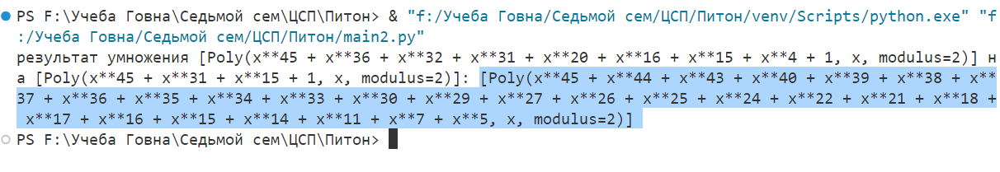 PS F:\Учеба Говна\Седьмой сем\ЦСП\Питон> & "f:/Учеба Говна/Седьмой сем/ЦСП/Питон/venv/Scripts/python.exe" "f
:/Учеба Говна/Седьмой сем/ЦСП/Питон/main2.py"
результат умножения [Poly(x**45 + x**36 + x**32 + x**31 + x**20 + x**16 + x**15 + x**4 + 1, x, modulus=2)] н
а [Poly(x**45 + x**31 + x**15 + 1, x, modulus=2)]: [Poly(x**45 + x**44 + x**43 + x**40 + x**39 + x**38 + x**
37 + x**36 + x**35 + x**34 + x**33 + x**30 + x**29 + x**27 + x**26 + x**25 + x**24 + x**22 + x**21 + x**18 +
 x**17 + x**16 + x**15 + x**14 + x**11 + x**7 + x**5, x, modulus=2)]
PS F:\Учеба Говна\Седьмой сем\ЦСП\Питон>